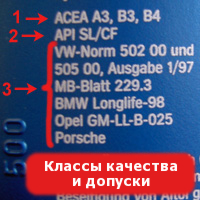 1 ACEA A3, B3, B4
2 API SL/CF
VW-Norm 502 00 und
505 00, Ausgabe 1/97
3 MB-Blatt 229.3
BMW Longlife-98
Opel GM-LL-B-025
Porsche
500
Классы качества
и допуски